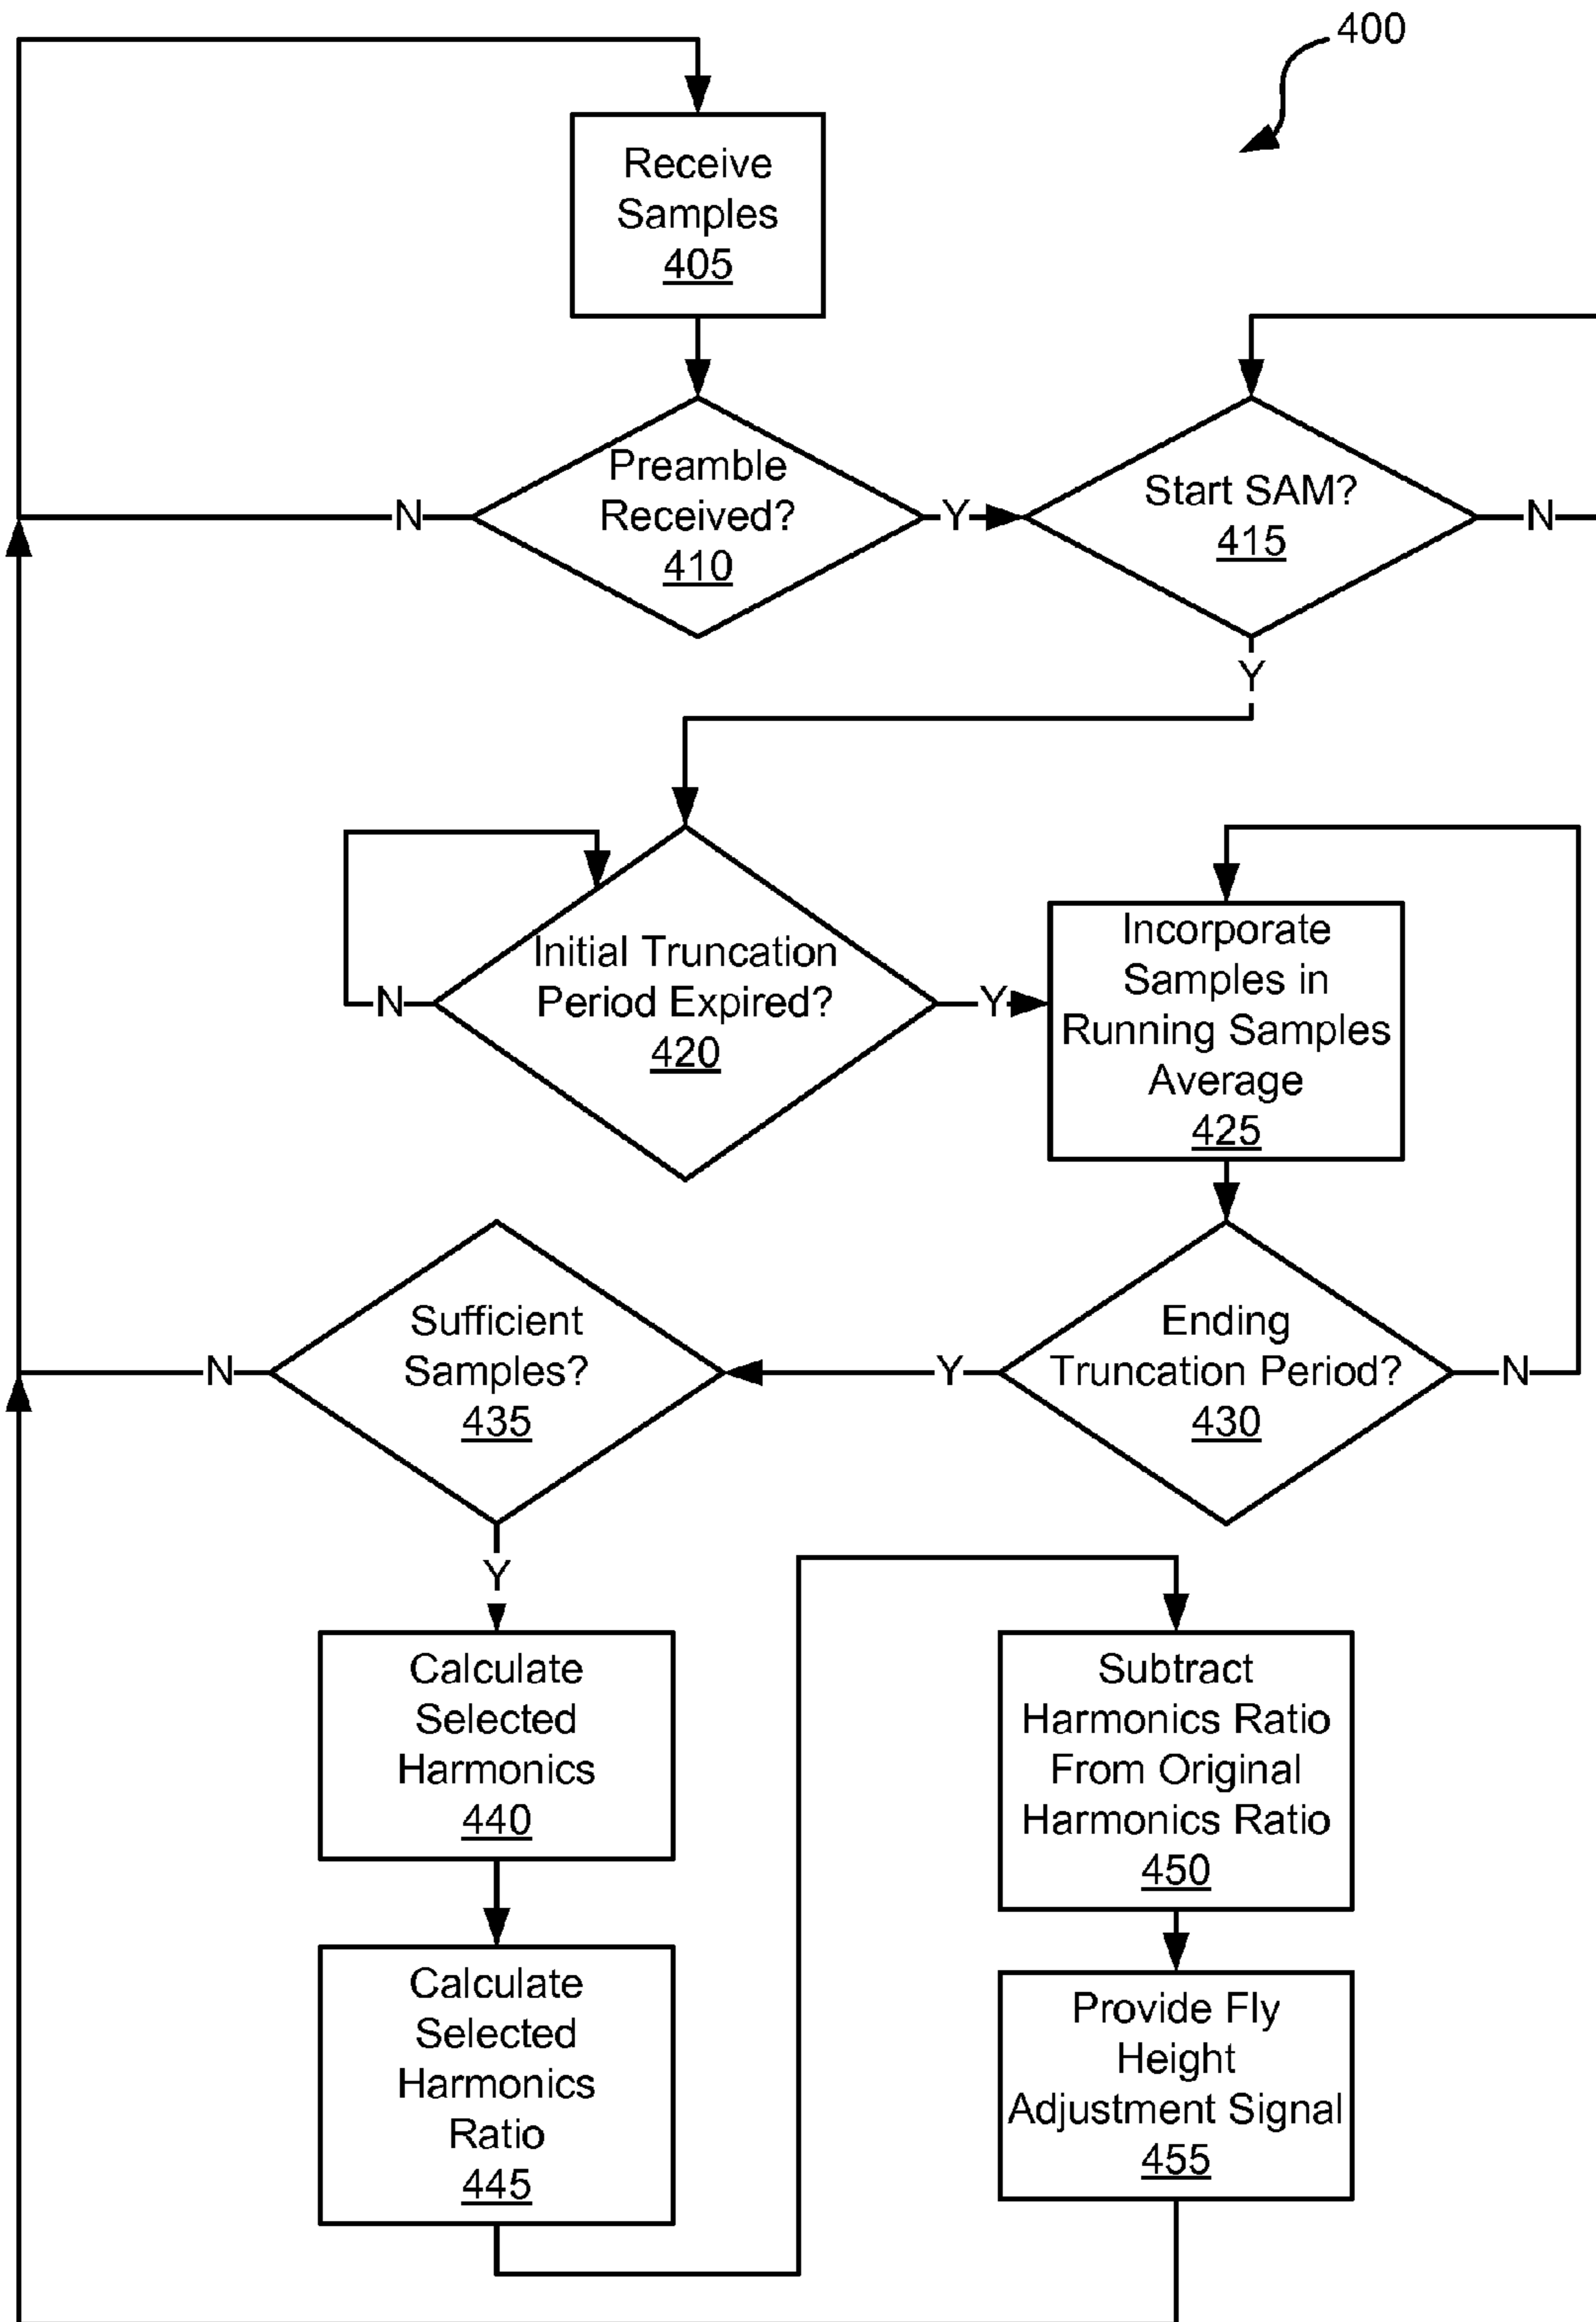 400
Receive
Samples
405
Preamble
Received?
410
N
Y
Start SAM?
415
N
Y
Initial Truncation
Period Expired?
420
N
Y
Incorporate
Samples in
Running Samples
Average
425
Ending
Truncation Period?
430
N
Y
Sufficient
Samples?
435
N
Y
Calculate
Selected
Harmonics
440
Calculate
Selected
Harmonics
Ratio
445
Subtract
Harmonics Ratio
From Original
Harmonics Ratio
450
Provide Fly
Height
Adjustment Signal
455